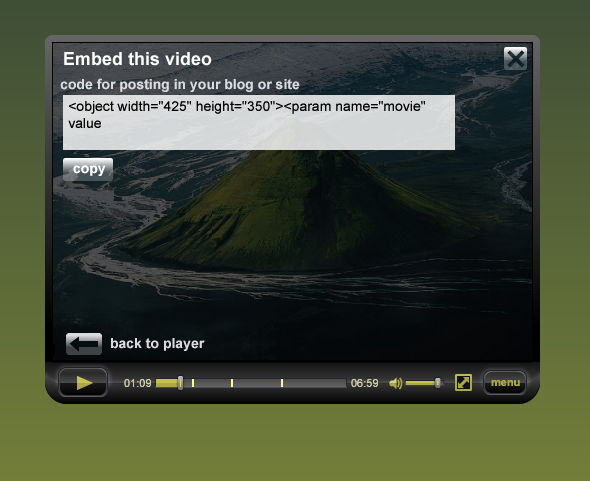 Embed this video
code for posting in your blog or site
<object width="425" height="350"><param name="movie"
value
copy
back to player
01:09
06:59
menu